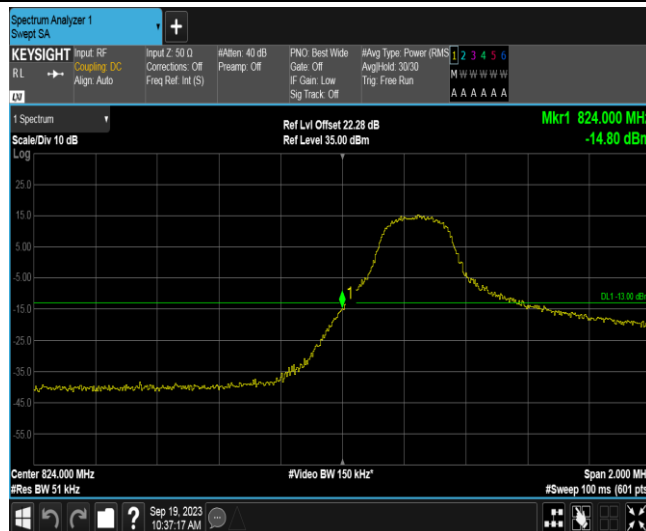 Spectrum Analyzer 1
Swept SA
KEYSIGHT
RL
LXI
Input: RF
Coupling: DC
Align: Auto
Input Z: 50 Ω
Corrections: Off
Freq Ref: Int (S)
#Atten: 40 dB
Preamp: Off
PNO: Best Wide
Gate: Off
IF Gain: Low
Sig Track: Off
#Avg Type: Power (RMS
Avg|Hold: 30/30
Trig: Free Run
1 2 3 4 5 6
M W W W W W
A A A A A A
1 Spectrum
Scale/Div 10 dB
Log
Ref Lvl Offset 22.28 dB
Ref Level 35.00 dBm
Mkr1 824.000 MHz
-14.80 dBm
25.0
15.0
5.00
-5.00
-15.0
-25.0
-35.0
-45.0
-55.0
1
DL1 -13.00 dBm
Center 824.000 MHz
#Res BW 51 kHz
#Video BW 150 kHz*
Span 2.000 MHz
#Sweep 100 ms (601 pts
?
Sep 19, 2023
10:37:17 AM